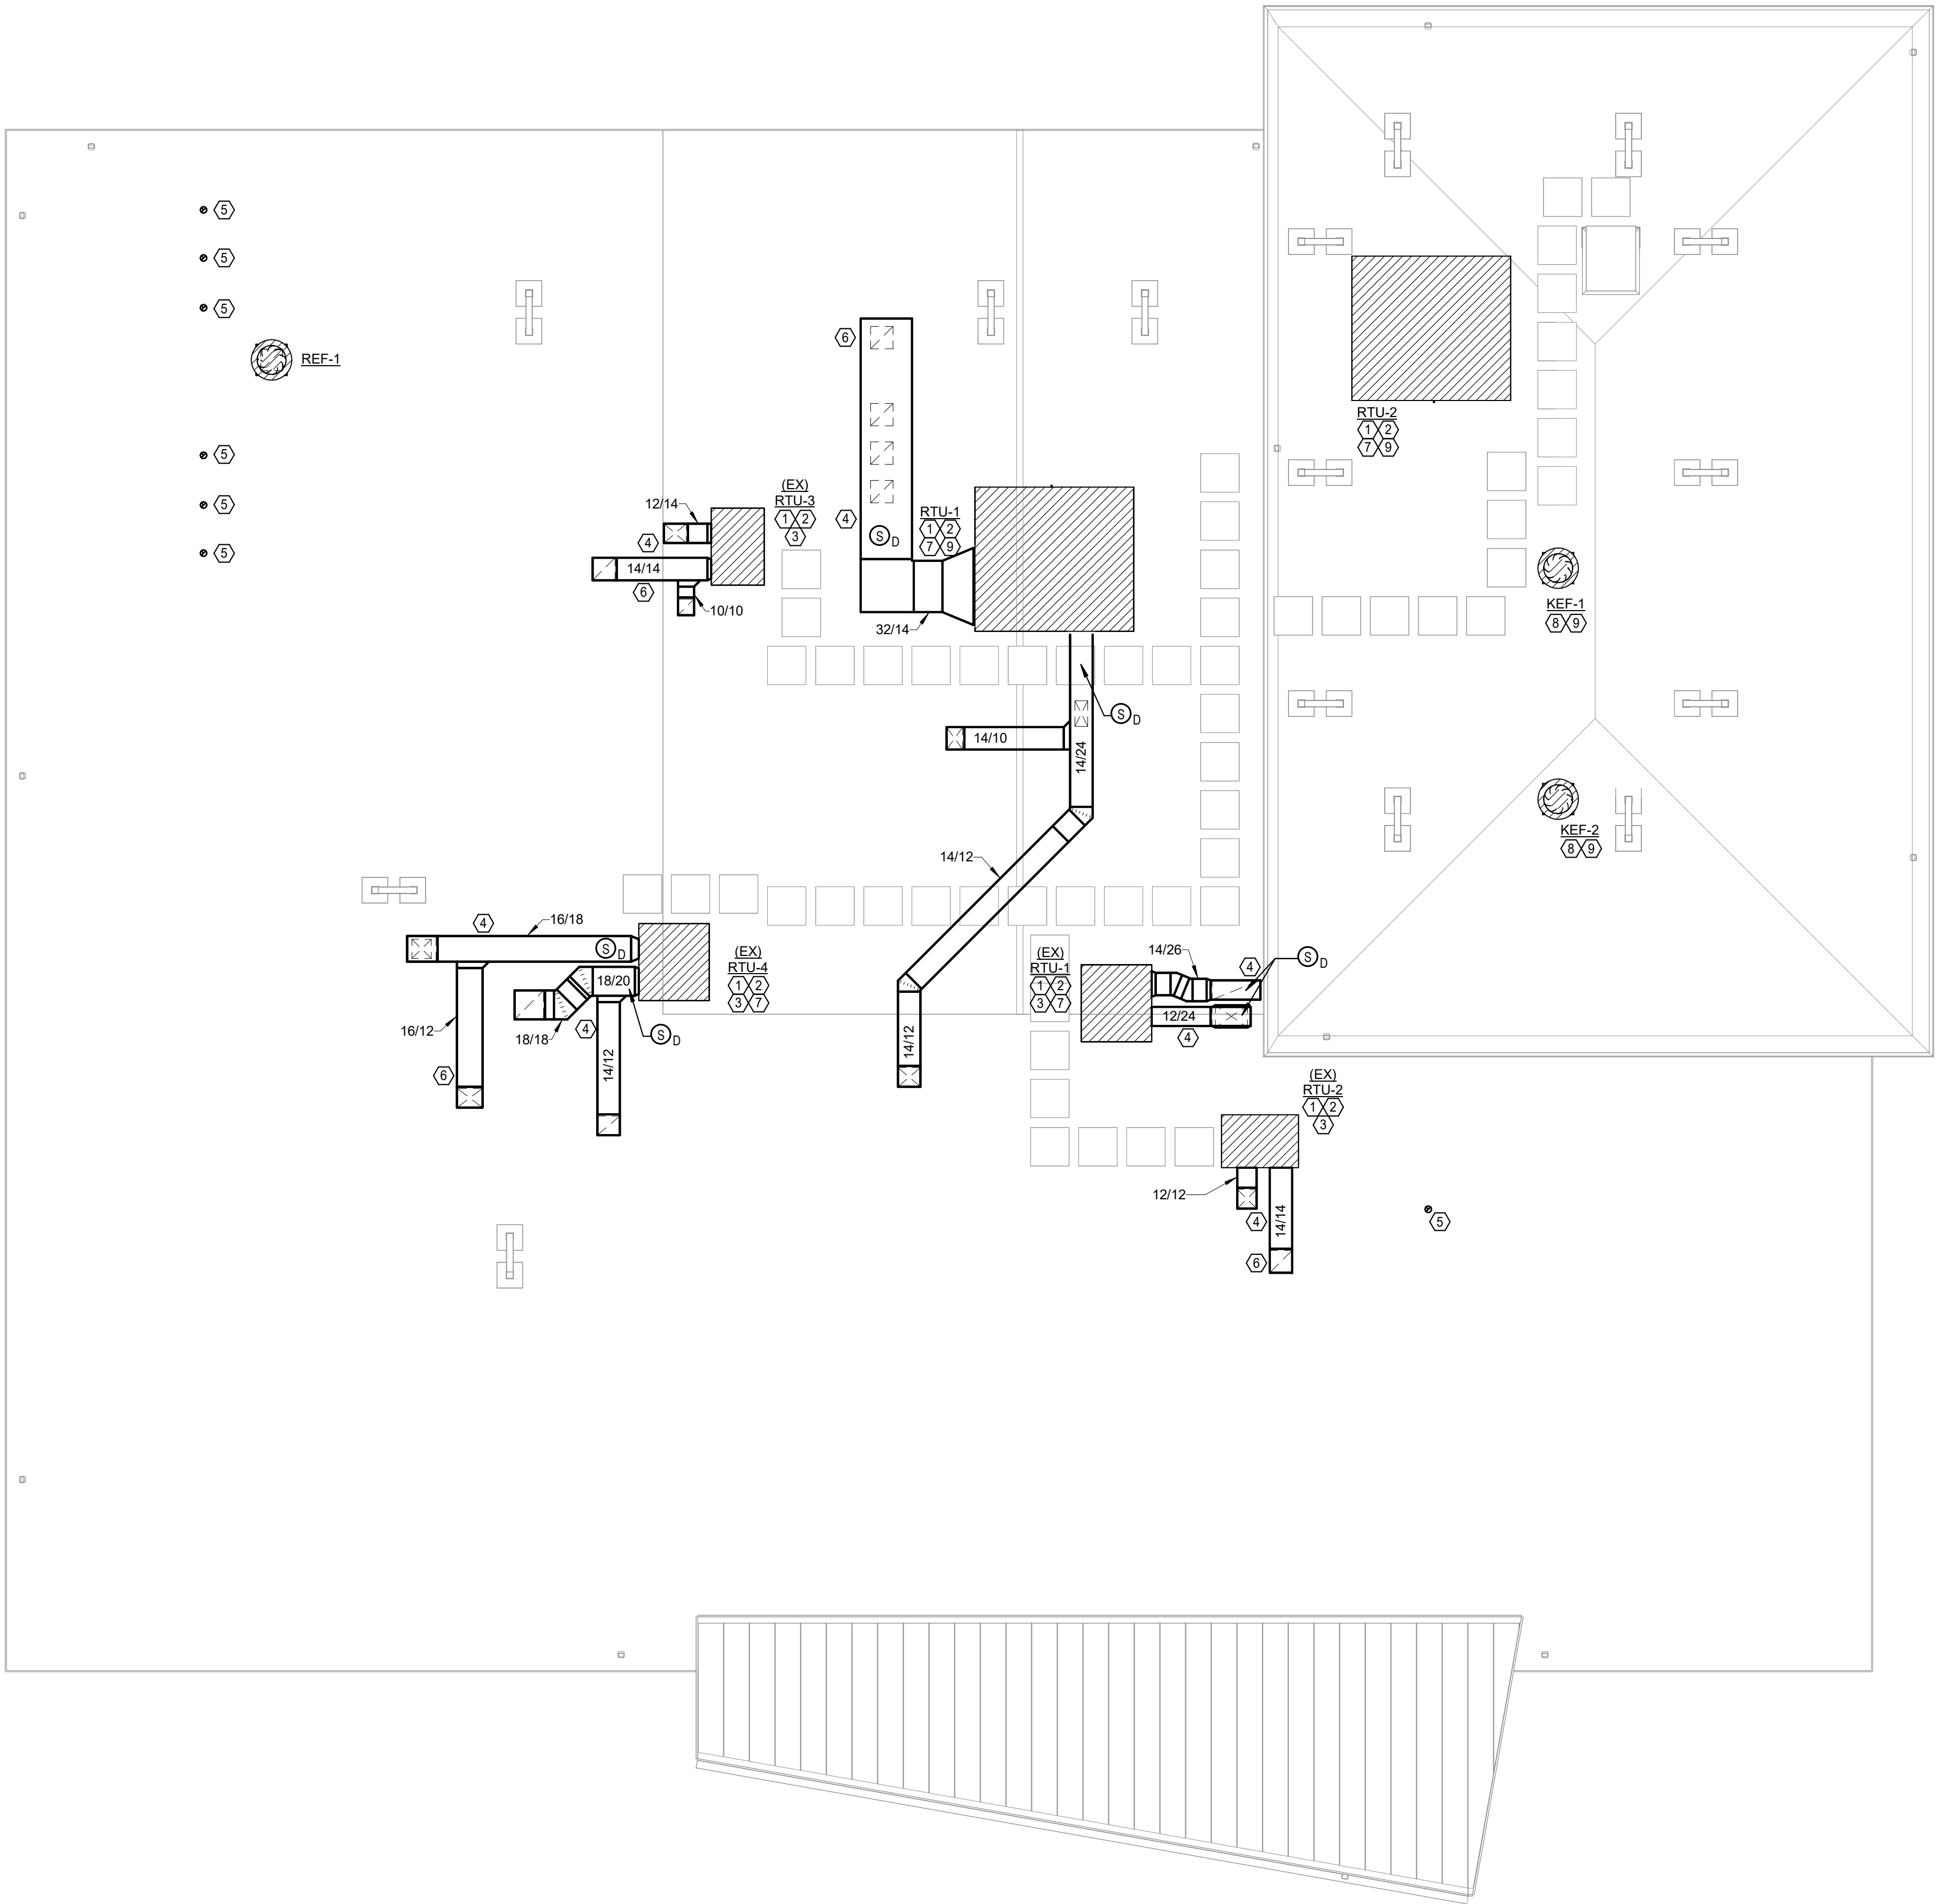 5
5
5
REF-1
5
5
5
12/14
4
14/14
6
10/10
(EX)
RTU-3
1 2
3
6
4
S D
RTU-1
1 2
7 9
32/14
RTU-2
1 2
7 9
KEF-1
8 9
KEF-2
8 9
S D
14/10
14/24
14/12
14/12
4
16/18
S D
18/20
16/12
18/18
4
14/12
S D
6
(EX)
RTU-4
1 2
3 7
(EX)
RTU-1
1 2
3 7
14/26
4
S D
12/24
4
(EX)
RTU-2
1 2
3
12/12
4
14/14
6
5